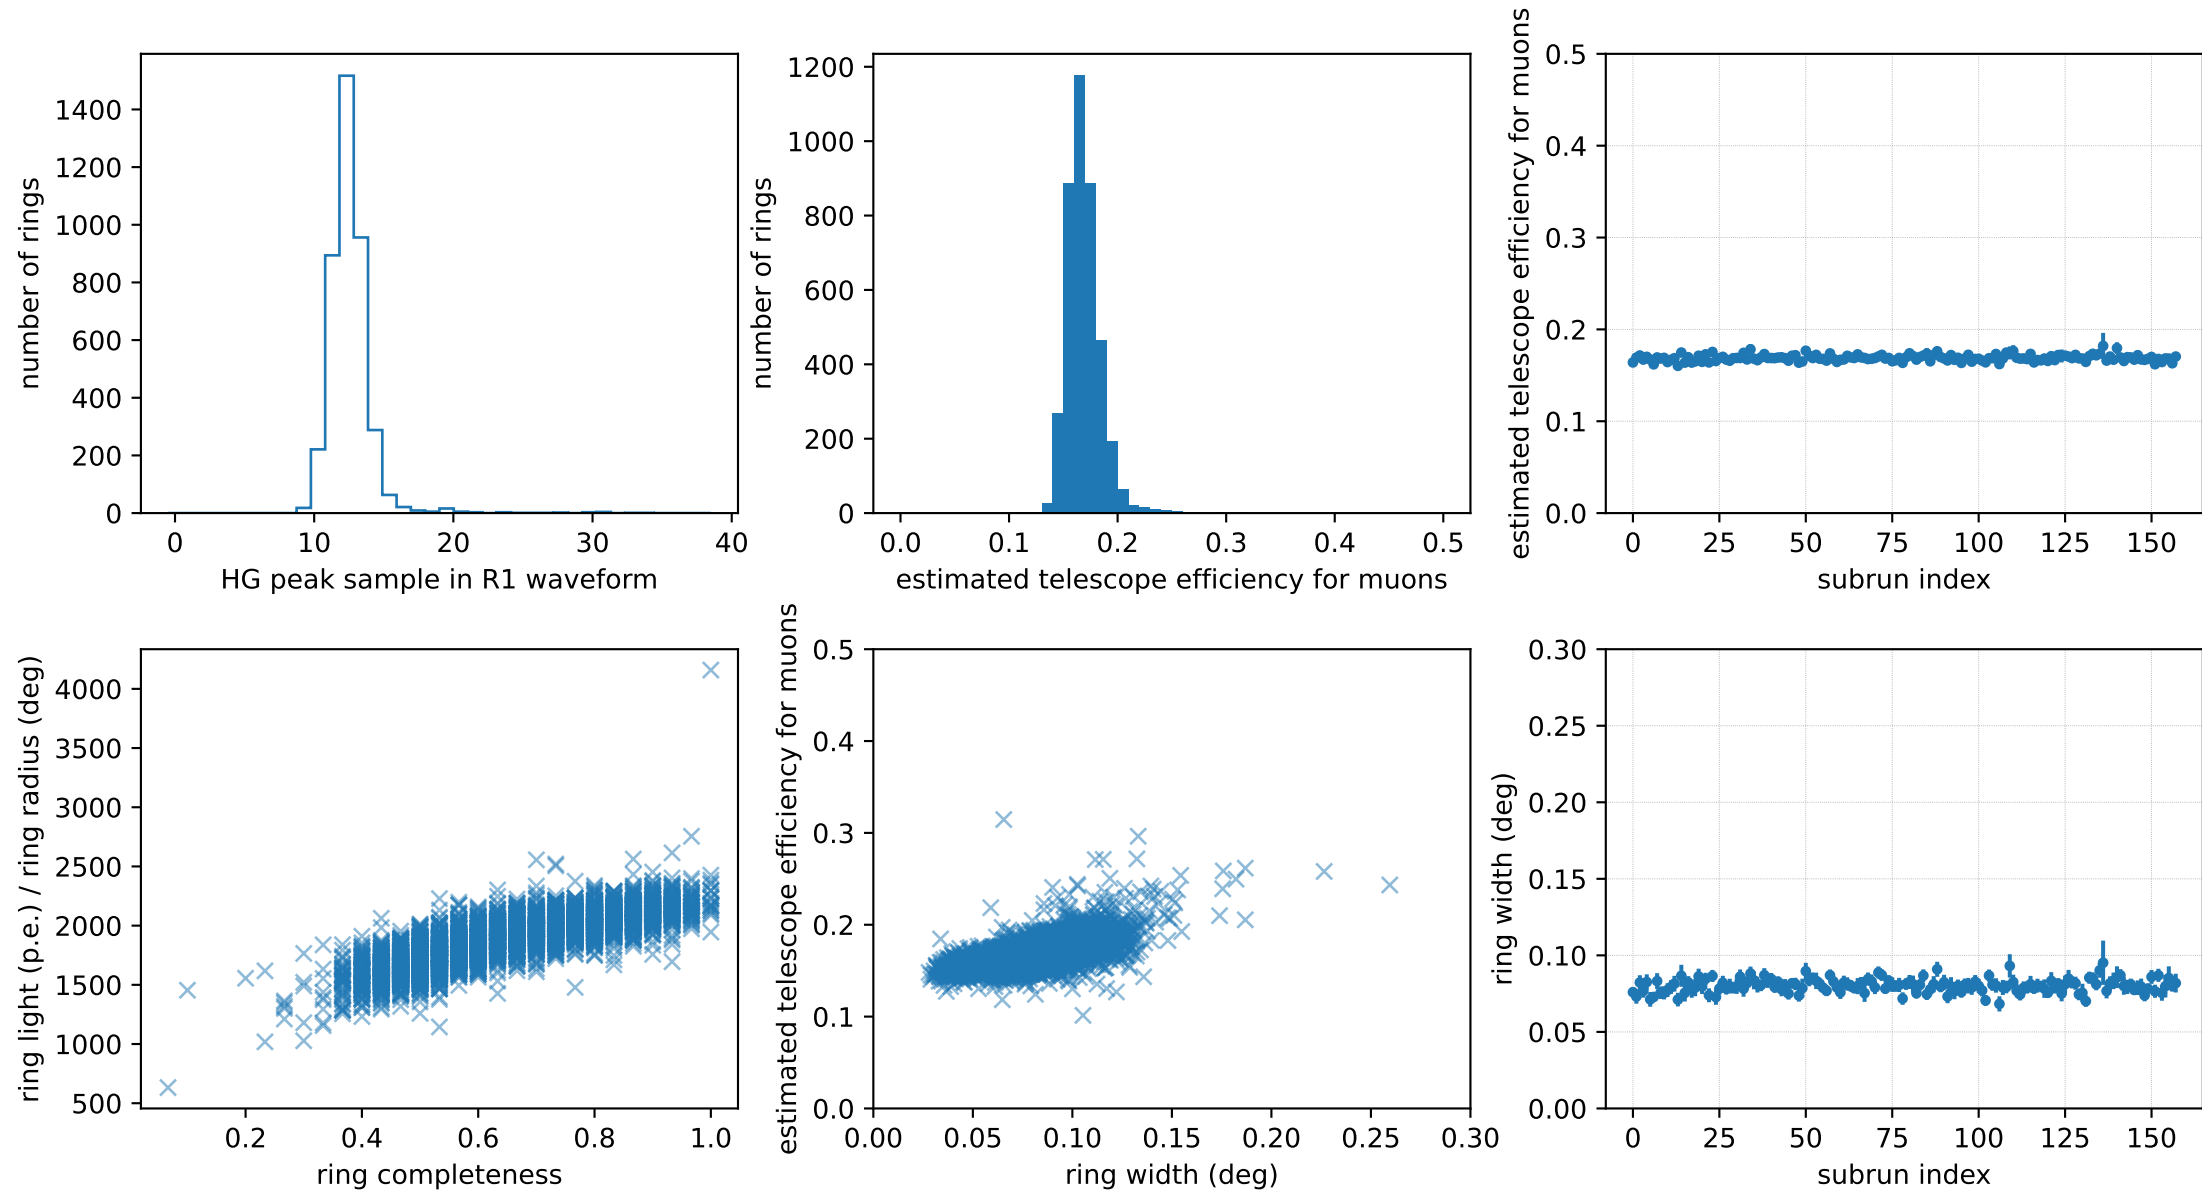 number of rings
1400
1200
1000
800
600
400
200
0
0 10 20 30 40
HG peak sample in R1 waveform
number of rings
1200
1000
800
600
400
200
0
0.0 0.1 0.2 0.3 0.4 0.5
estimated telescope efficiency for muons
estimated telescope efficiency for muons
0.5
0.4
0.3
0.2
0.1
0.0
0 25 50 75 100 125 150
subrun index
ring light (p.e.) / ring radius (deg)
4000
3500
3000
2500
2000
1500
1000
500
0.2 0.4 0.6 0.8 1.0
ring completeness
estimated telescope efficiency for muons
0.5
0.4
0.3
0.2
0.1
0.0
0.00 0.05 0.10 0.15 0.20 0.25 0.30
ring width (deg)
ring width (deg)
0.30
0.25
0.20
0.15
0.10
0.05
0.00
0 25 50 75 100 125 150
subrun index